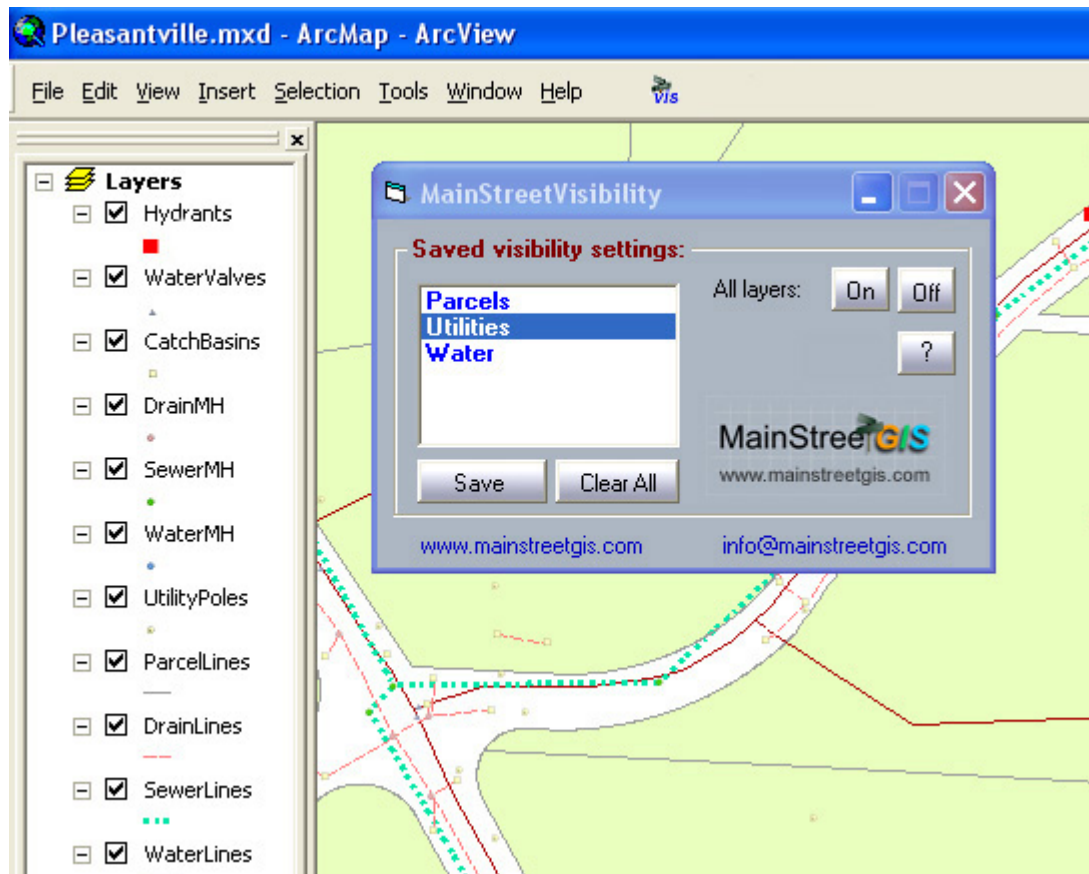 Pleasantville.mxd - ArcMap - ArcView
File Edit View Insert Selection Tools Window Help VIS
Layers
Hydrants
WaterValves
CatchBasins
DrainMH
SewerMH
WaterMH
UtilityPoles
ParcelLines
DrainLines
SewerLines
WaterLines
MainStreetVisibility
Saved visibility settings:
Parcels
Utilities
Water
All layers: On Off
?
MainStreetGIS
www.mainstreetgis.com
Save Clear All
www.mainstreetgis.com info@mainstreetgis.com